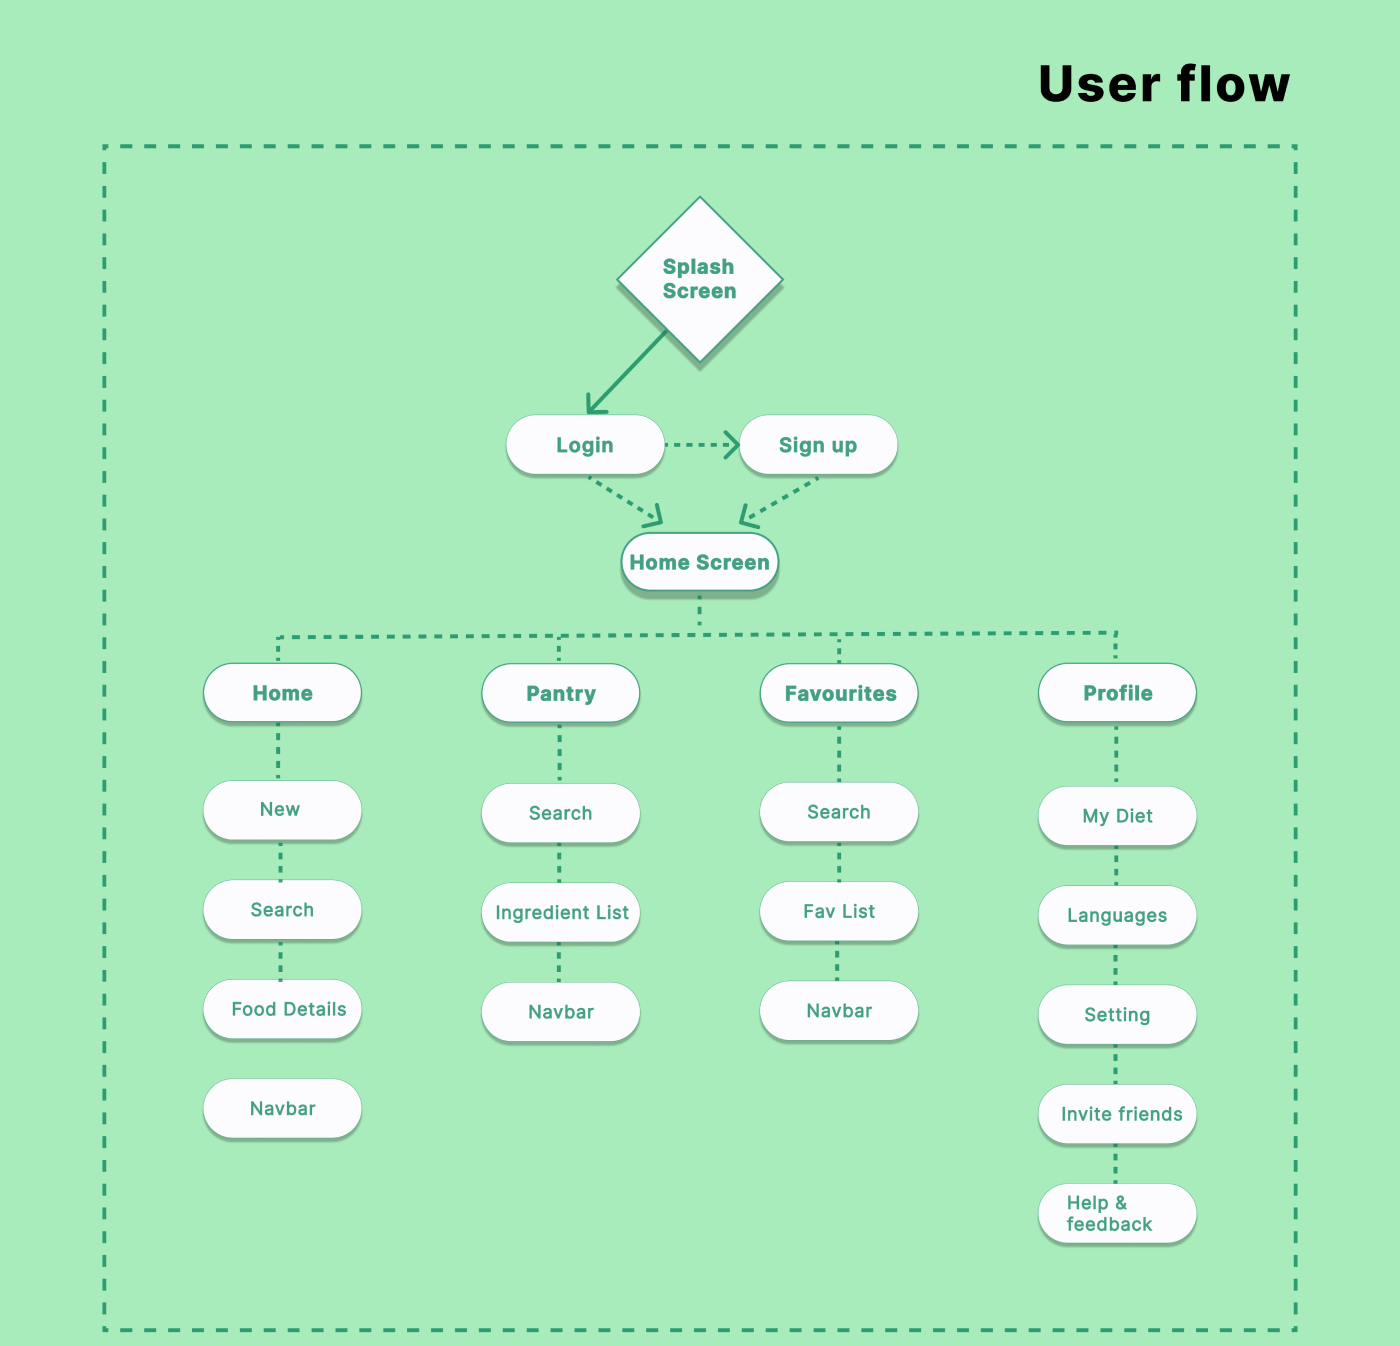 User flow
Splash
Screen
Login
Sign up
Home Screen
Home
Pantry
Favourites
Profile
New
Search
Food Details
Navbar
Search
Ingredient List
Navbar
Search
Fav List
Navbar
My Diet
Languages
Setting
Invite friends
Help &
feedback